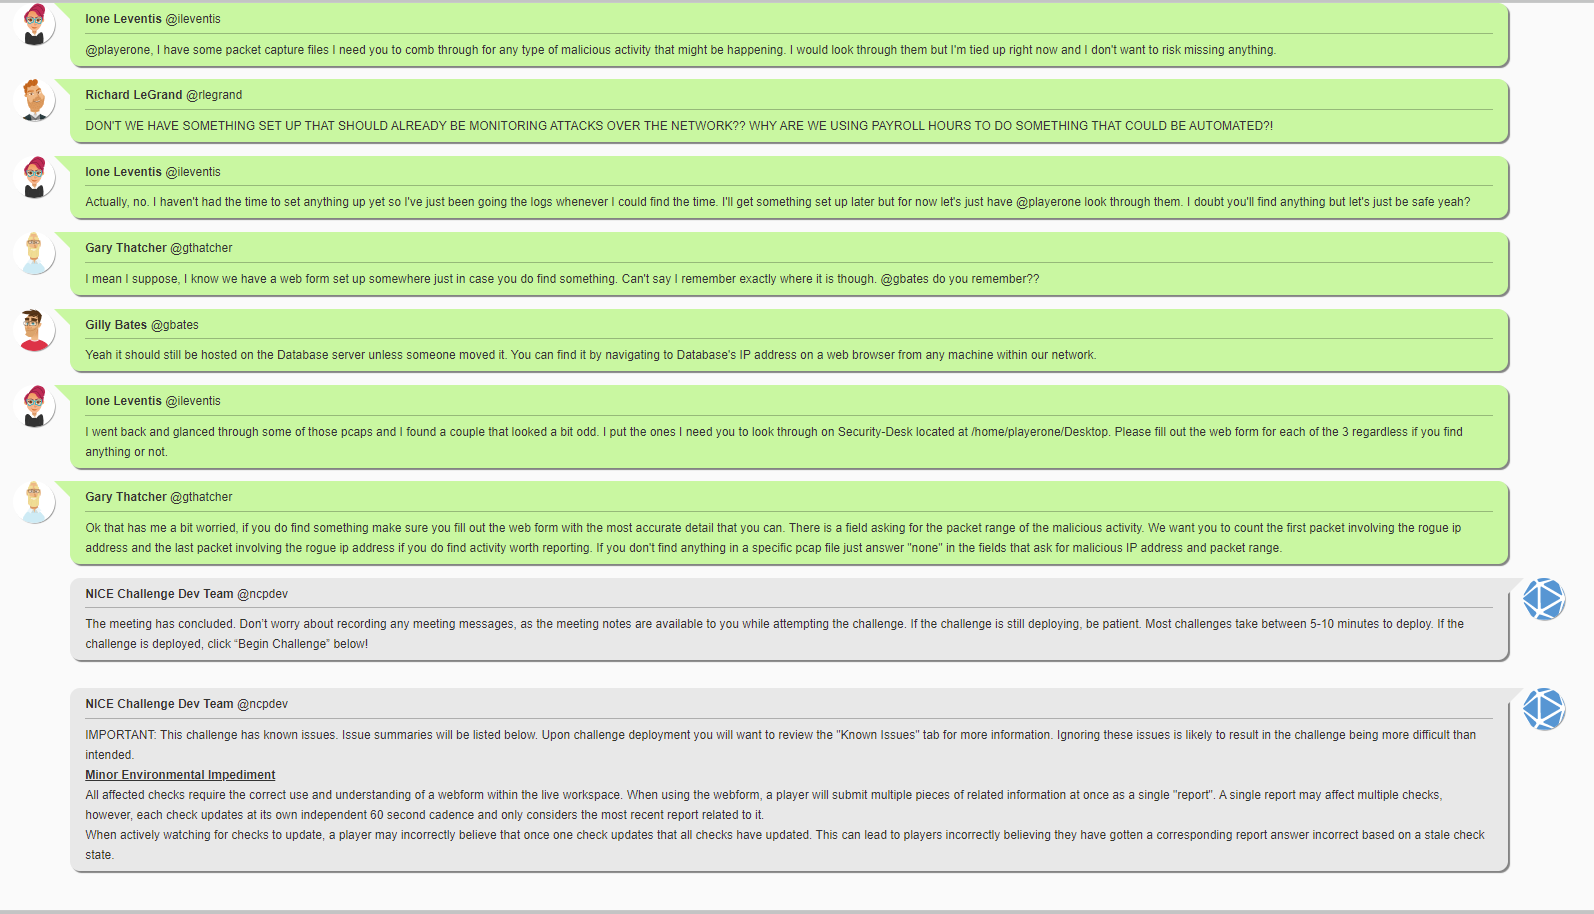 Ione Leventis @ileventis
@playerone, I have some packet capture files I need you to comb through for any type of malicious activity that might be happening. I would look through them but I'm tied up right now and I don't want to risk missing anything.
Richard LeGrand @rlegrand
DON'T WE HAVE SOMETHING SET UP THAT SHOULD ALREADY BE MONITORING ATTACKS OVER THE NETWORK?? WHY ARE WE USING PAYROLL HOURS TO DO SOMETHING THAT COULD BE AUTOMATED?!
Ione Leventis @ileventis
Actually, no. I haven't had the time to set anything up yet so I've just been going the logs whenever I could find the time. I'll get something set up later but for now let's just have @playerone look through them. I doubt you'll find anything but let's just be safe yeah?
Gary Thatcher @gthatcher
I mean I suppose, I know we have a web form set up somewhere just in case you do find something. Can't say I remember exactly where it is though. @gbates do you remember??
Gilly Bates @gbates
Yeah it should still be hosted on the Database server unless someone moved it. You can find it by navigating to Database's IP address on a web browser from any machine within our network.
Ione Leventis @ileventis
I went back and glanced through some of those pcaps and I found a couple that looked a bit odd. I put the ones I need you to look through on Security-Desk located at /home/playerone/Desktop. Please fill out the web form for each of the 3 regardless if you find
anything or not.
Gary Thatcher @gthatcher
Ok that has me a bit worried, if you do find something make sure you fill out the web form with the most accurate detail that you can. There is a field asking for the packet range of the malicious activity. We want you to count the first packet involving the rogue ip
address and the last packet involving the rogue ip address if you do find activity worth reporting. If you don't find anything in a specific pcap file just answer "none" in the fields that ask for malicious IP address and packet range.
NICE Challenge Dev Team @ncpdev
The meeting has concluded. Don’t worry about recording any meeting messages, as the meeting notes are available to you while attempting the challenge. If the challenge is still deploying, be patient. Most challenges take between 5-10 minutes to deploy. If the
challenge is deployed, click “Begin Challenge” below!
NICE Challenge Dev Team @ncpdev
IMPORTANT: This challenge has known issues. Issue summaries will be listed below. Upon challenge deployment you will want to review the "Known Issues" tab for more information. Ignoring these issues is likely to result in the challenge being more difficult than
intended.
Minor Environmental Impediment
All affected checks require the correct use and understanding of a webform within the live workspace. When using the webform, a player will submit multiple pieces of related information at once as a single "report". A single report may affect multiple checks,
however, each check updates at its own independent 60 second cadence and only considers the most recent report related to it.
When actively watching for checks to update, a player may incorrectly believe that once one check updates that all checks have updated. This can lead to players incorrectly believing they have gotten a corresponding report answer incorrect based on a stale check
state.